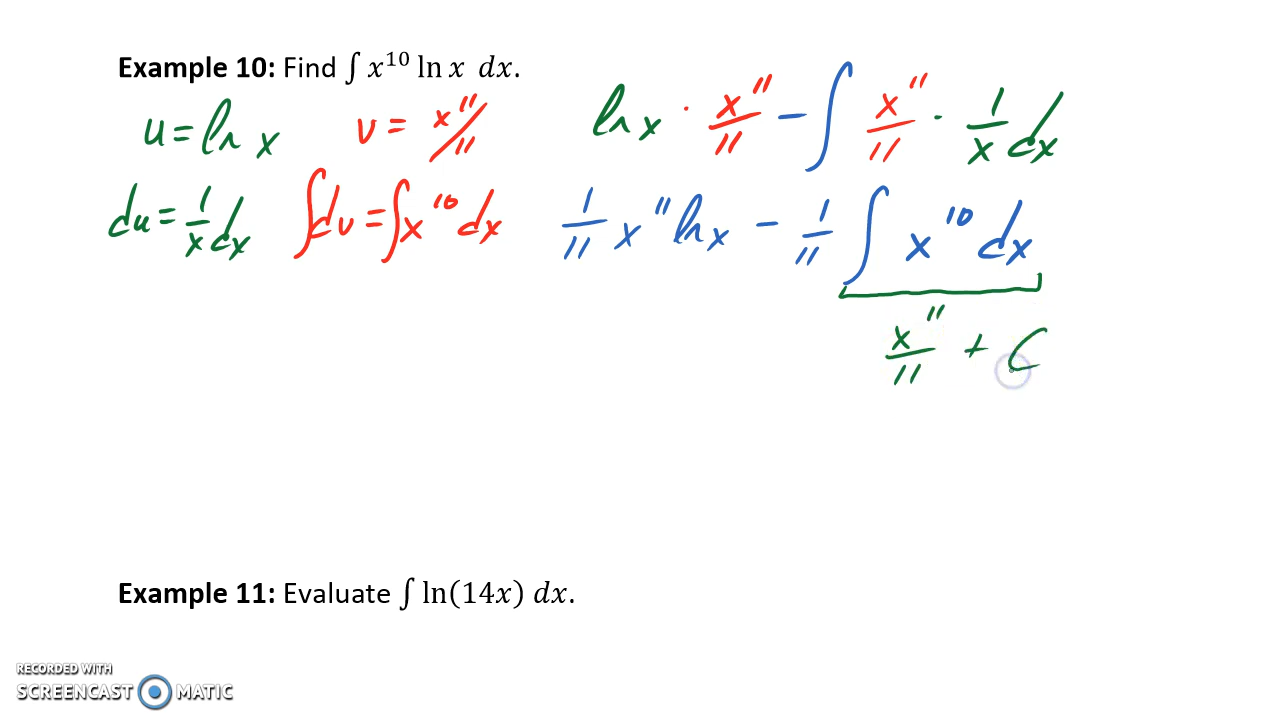 Example 10: Find ∫ x¹⁰ ln x dx.
u = ln x
v = x¹¹/11
du = 1/x dx
∫dv = ∫x¹⁰ dx
ln x · x¹¹/11 − ∫ x¹¹/11 · 1/x dx
1/11 x¹¹ ln x − 1/11 ∫ x¹⁰ dx
x¹¹/11 + C
Example 11: Evaluate ∫ ln(14x) dx.
RECORDED WITH
SCREENCAST MATIC